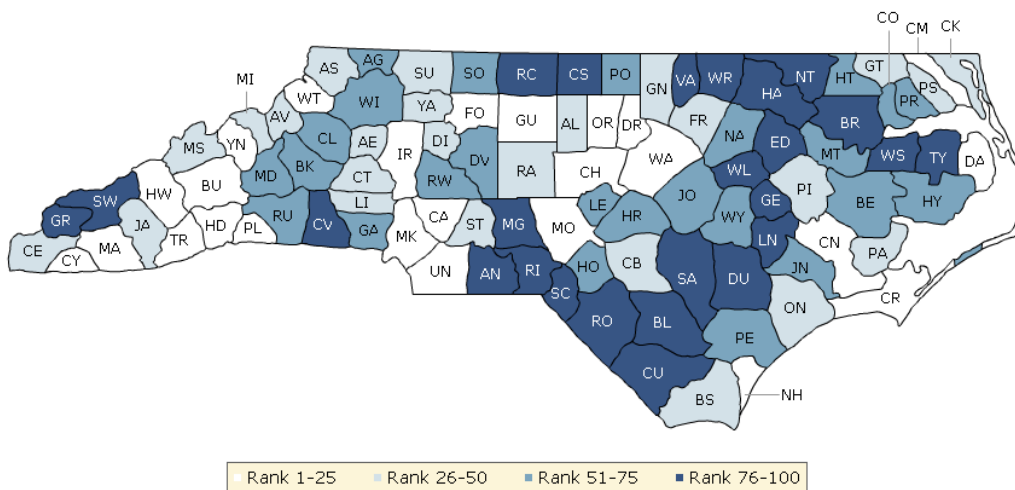 CO CM CK
MI
AS AG SU SO RC CS PO GN VA WR HA NT HT GT PS PR
WT WI YA FO GU AL OR DR FR BR
AV CL AE IR DI DV WA NA ED MT WS TY DA
MS YN BK CT RW RA CH WL PI BE HY
MD LI JO GE
HW BU LE HR WY LN
SW RU CV GA CA ST MG MO CN PA
GR JA HD PL MK CB JN
CE MA TR UN HO SA DU CR
CY AN RI SC ON
RO BL PE
CU BS NH
Rank 1-25 Rank 26-50 Rank 51-75 Rank 76-100